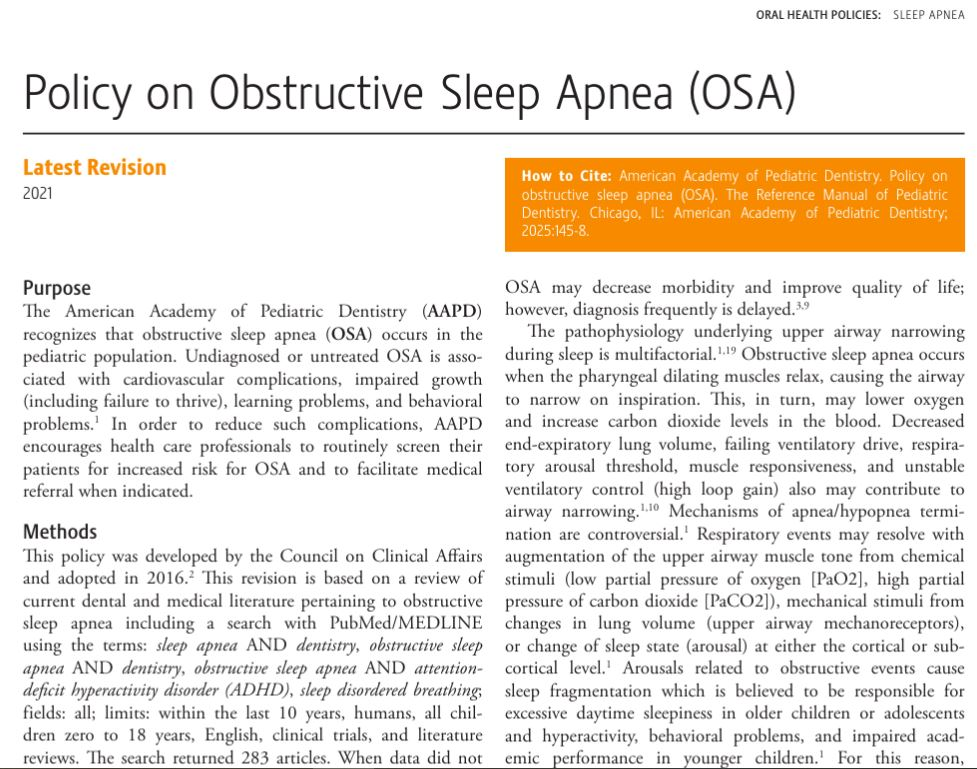 ORAL HEALTH POLICIES: SLEEP APNEA
Policy on Obstructive Sleep Apnea (OSA)
Latest Revision
2021
How to Cite: American Academy of Pediatric Dentistry. Policy on
obstructive sleep apnea (OSA). The Reference Manual of Pediatric
Dentistry. Chicago, IL: American Academy of Pediatric Dentistry;
2025:145-8.
Purpose
The American Academy of Pediatric Dentistry (AAPD)
recognizes that obstructive sleep apnea (OSA) occurs in the
pediatric population. Undiagnosed or untreated OSA is asso-
ciated with cardiovascular complications, impaired growth
(including failure to thrive), learning problems, and behavioral
problems.1 In order to reduce such complications, AAPD
encourages health care professionals to routinely screen their
patients for increased risk for OSA and to facilitate medical
referral when indicated.
Methods
This policy was developed by the Council on Clinical Affairs
and adopted in 2016.2 This revision is based on a review of
current dental and medical literature pertaining to obstructive
sleep apnea including a search with PubMed/MEDLINE
using the terms: sleep apnea AND dentistry, obstructive sleep
apnea AND dentistry, obstructive sleep apnea AND attention-
deficit hyperactivity disorder (ADHD), sleep disordered breathing;
fields: all; limits: within the last 10 years, humans, all chil-
dren zero to 18 years, English, clinical trials, and literature
reviews. The search returned 283 articles. When data did not
OSA may decrease morbidity and improve quality of life;
however, diagnosis frequently is delayed.3,9
The pathophysiology underlying upper airway narrowing
during sleep is multifactorial.1,19 Obstructive sleep apnea occurs
when the pharyngeal dilating muscles relax, causing the airway
to narrow on inspiration. This, in turn, may lower oxygen
and increase carbon dioxide levels in the blood. Decreased
end-expiratory lung volume, failing ventilatory drive, respira-
tory arousal threshold, muscle responsiveness, and unstable
ventilatory control (high loop gain) also may contribute to
airway narrowing.1,10 Mechanisms of apnea/hypopnea termi-
nation are controversial.1 Respiratory events may resolve with
augmentation of the upper airway muscle tone from chemical
stimuli (low partial pressure of oxygen [PaO2], high partial
pressure of carbon dioxide [PaCO2]), mechanical stimuli from
changes in lung volume (upper airway mechanoreceptors),
or change of sleep state (arousal) at either the cortical or sub-
cortical level.1 Arousals related to obstructive events cause
sleep fragmentation which is believed to be responsible for
excessive daytime sleepiness in older children or adolescents
and hyperactivity, behavioral problems, and impaired acad-
emic performance in younger children.1 For this reason,